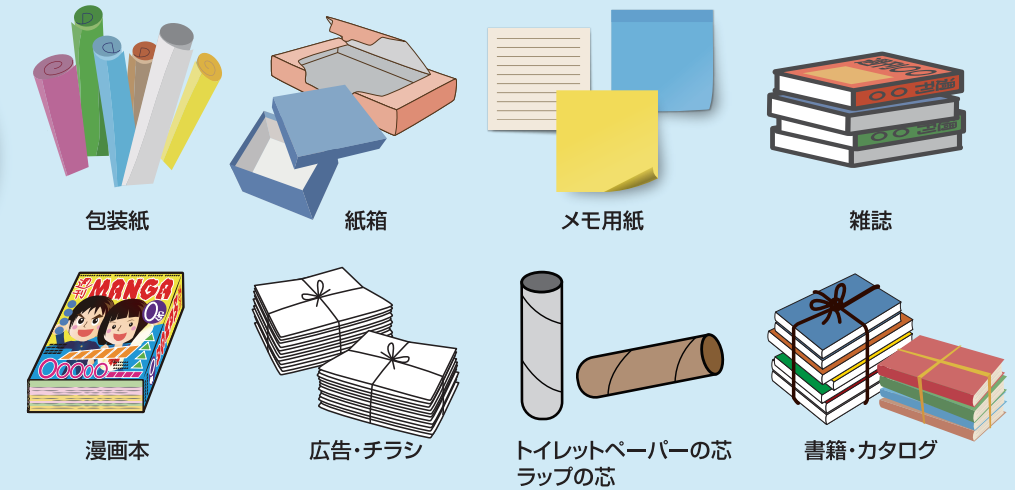 包装紙
紙箱
メモ用紙
雑誌
週刊
MANGA
漫画本
広告・チラシ
トイレットペーパーの芯
ラップの芯
書籍・カタログ